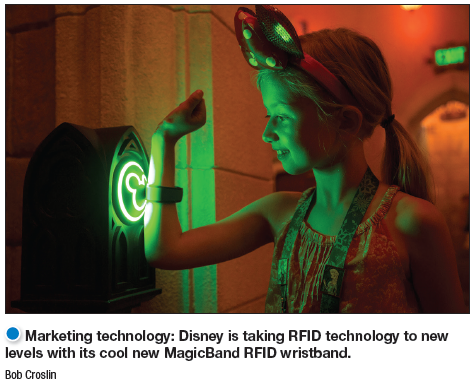 Marketing technology: Disney is taking RFID technology to new
levels with its cool new MagicBand RFID wristband.
Bob Croslin